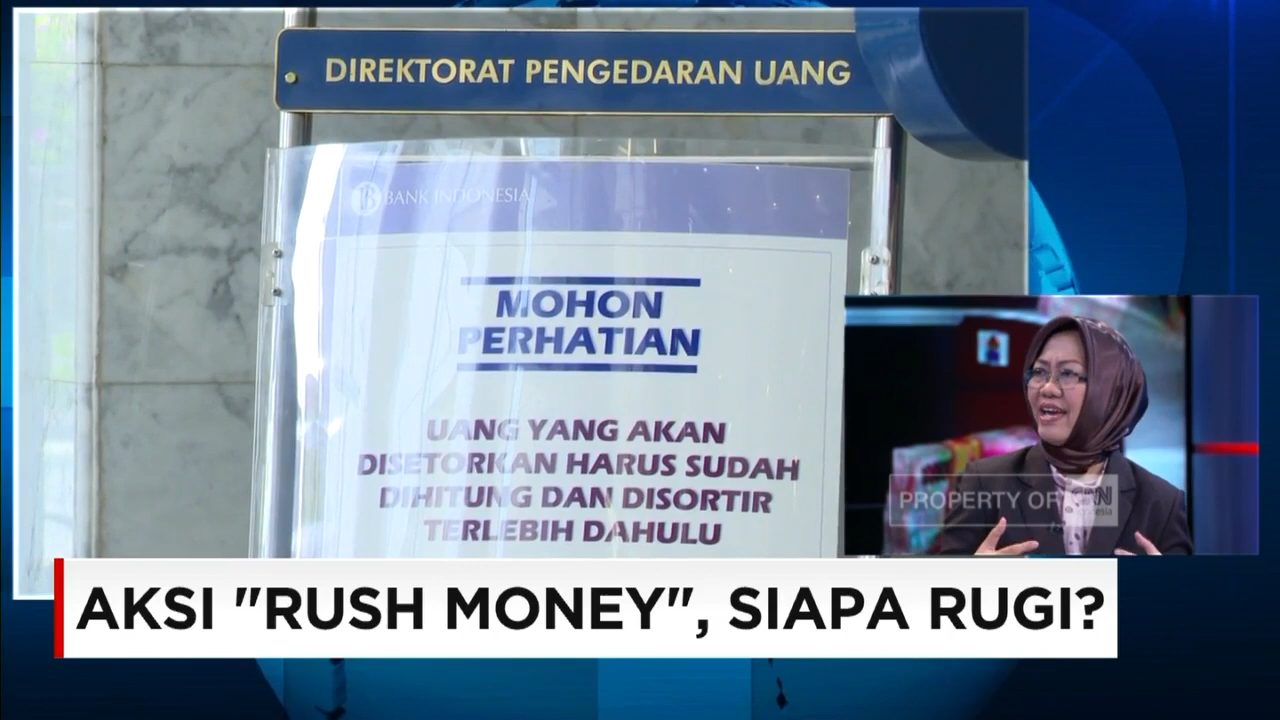 DIREKTORAT PENGEDARAN UANG
BANK INDONESIA
MOHON
PERHATIAN
UANG YANG AKAN
DISETORKAN HARUS SUDAH
DIHITUNG DAN DISORTIR
TERLEBIH DAHULU
PROPERTY OF CNN
Indonesia
AKSI "RUSH MONEY", SIAPA RUGI?